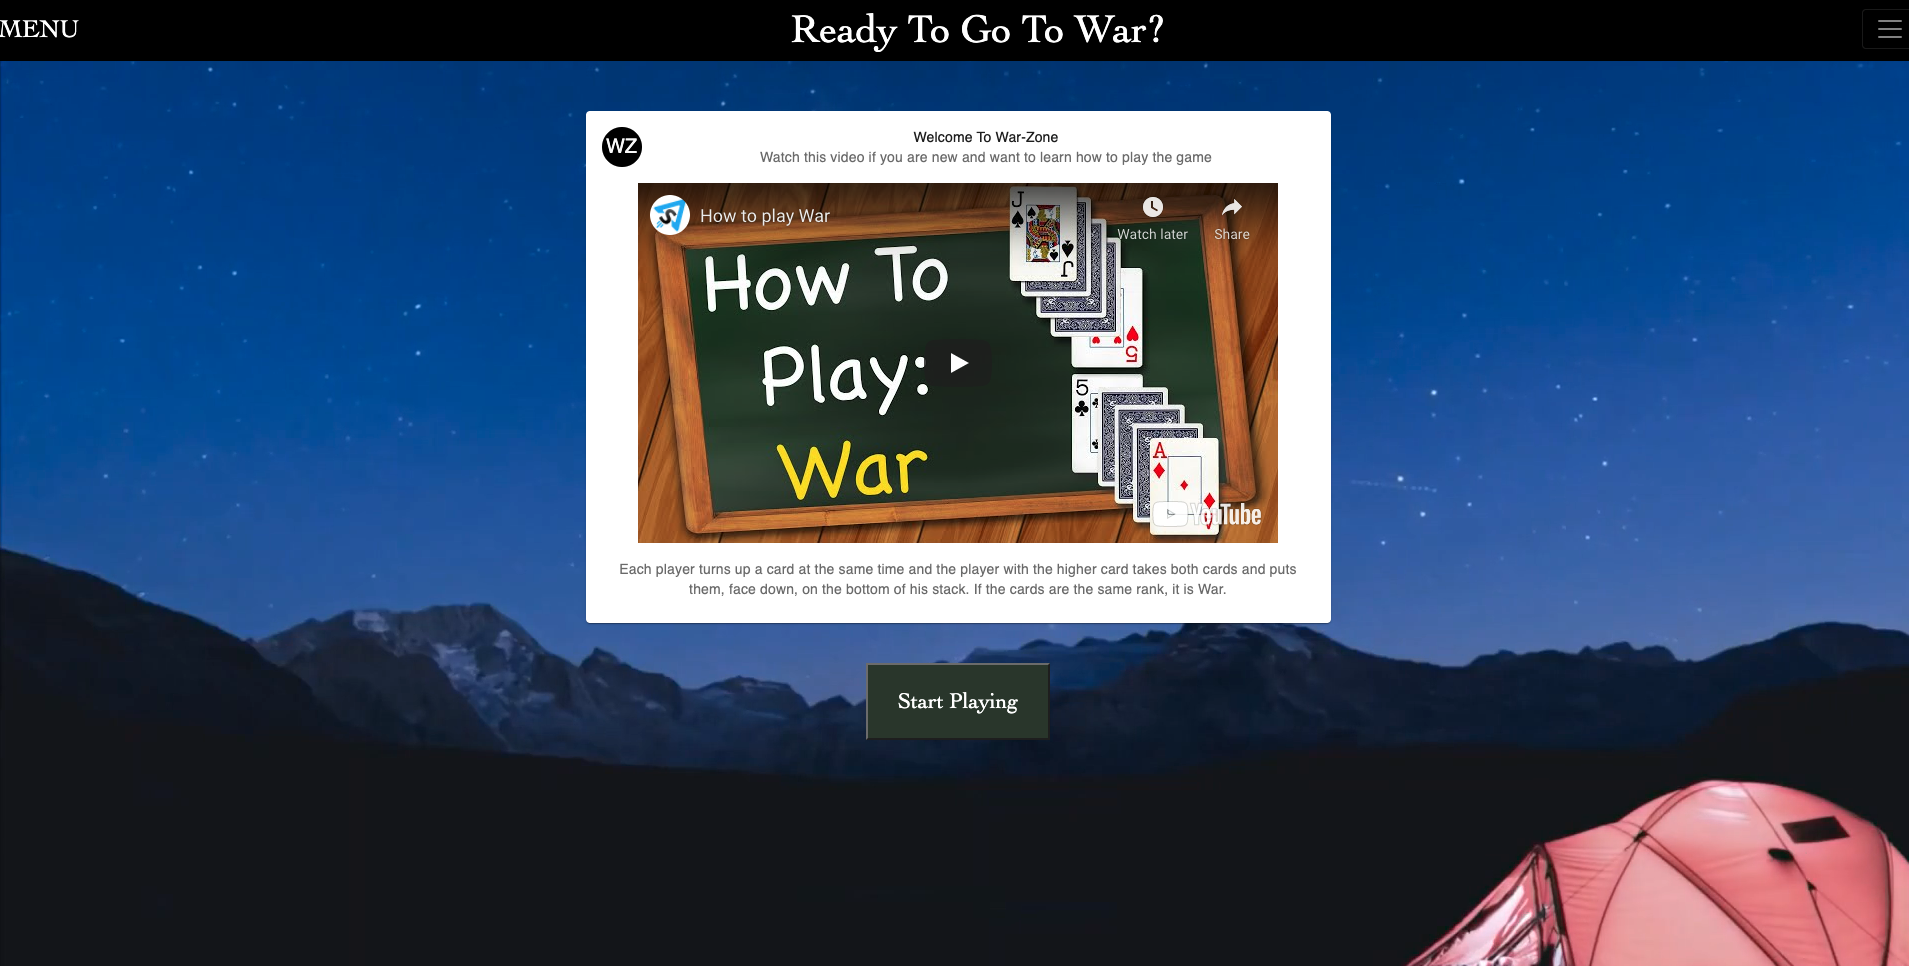 MENU
Ready To Go To War?
WZ
Welcome To War-Zone
Watch this video if you are new and want to learn how to play the game
How to play War
Watch later
Share
How To
Play:
War
J
J
5
5
A
A
YouTube
Each player turns up a card at the same time and the player with the higher card takes both cards and puts
them, face down, on the bottom of his stack. If the cards are the same rank, it is War.
Start Playing